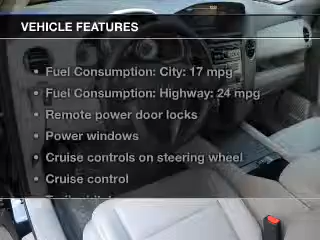 VEHICLE FEATURES
• Fuel Consumption: City: 17 mpg
• Fuel Consumption: Highway: 24 mpg
• Remote power door locks
• Power windows
• Cruise controls on steering wheel
• Cruise control